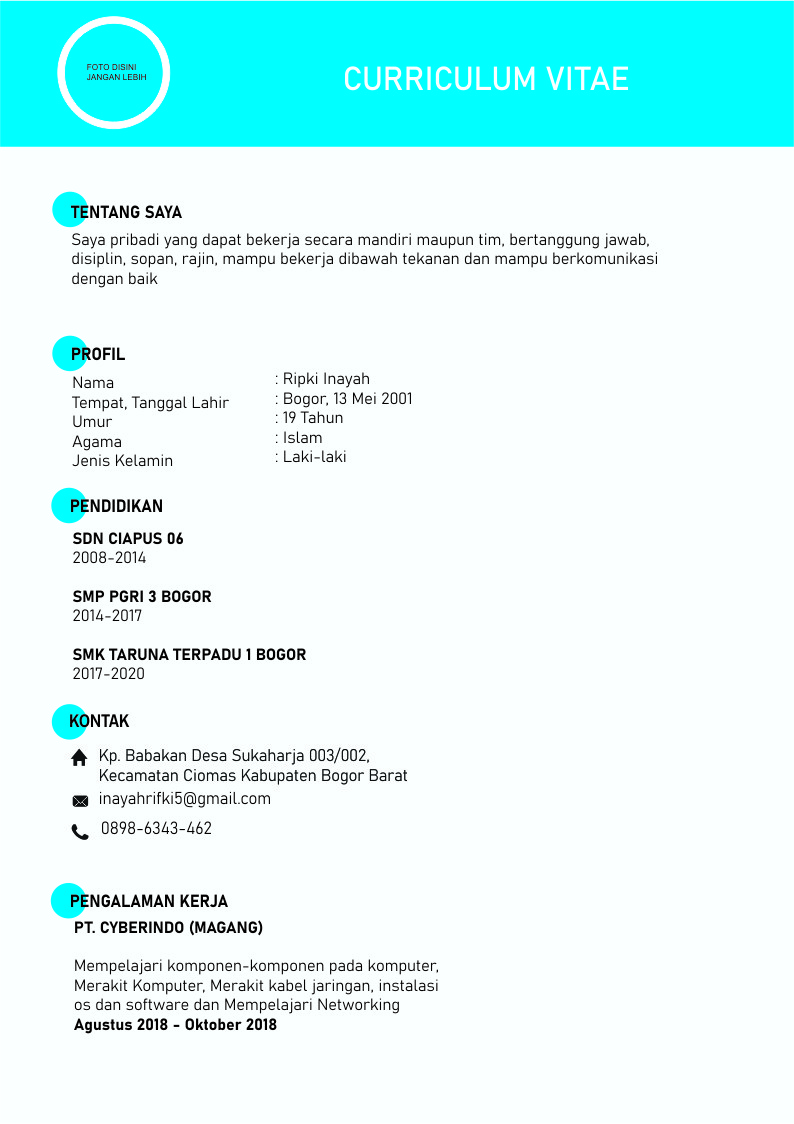 FOTO DISINI
JANGAN LEBIH
CURRICULUM VITAE
TENTANG SAYA
Saya pribadi yang dapat bekerja secara mandiri maupun tim, bertanggung jawab,
disiplin, sopan, rajin, mampu bekerja dibawah tekanan dan mampu berkomunikasi
dengan baik
PROFIL
Nama : Ripki Inayah
Tempat, Tanggal Lahir : Bogor, 13 Mei 2001
Umur : 19 Tahun
Agama : Islam
Jenis Kelamin : Laki-laki
PENDIDIKAN
SDN CIAPUS 06
2008-2014
SMP PGRI 3 BOGOR
2014-2017
SMK TARUNA TERPADU 1 BOGOR
2017-2020
KONTAK
Kp. Babakan Desa Sukaharja 003/002,
Kecamatan Ciomas Kabupaten Bogor Barat
inayahrifki5@gmail.com
0898-6343-462
PENGALAMAN KERJA
PT. CYBERINDO (MAGANG)
Mempelajari komponen-komponen pada komputer,
Merakit Komputer, Merakit kabel jaringan, instalasi
os dan software dan Mempelajari Networking
Agustus 2018 - Oktober 2018